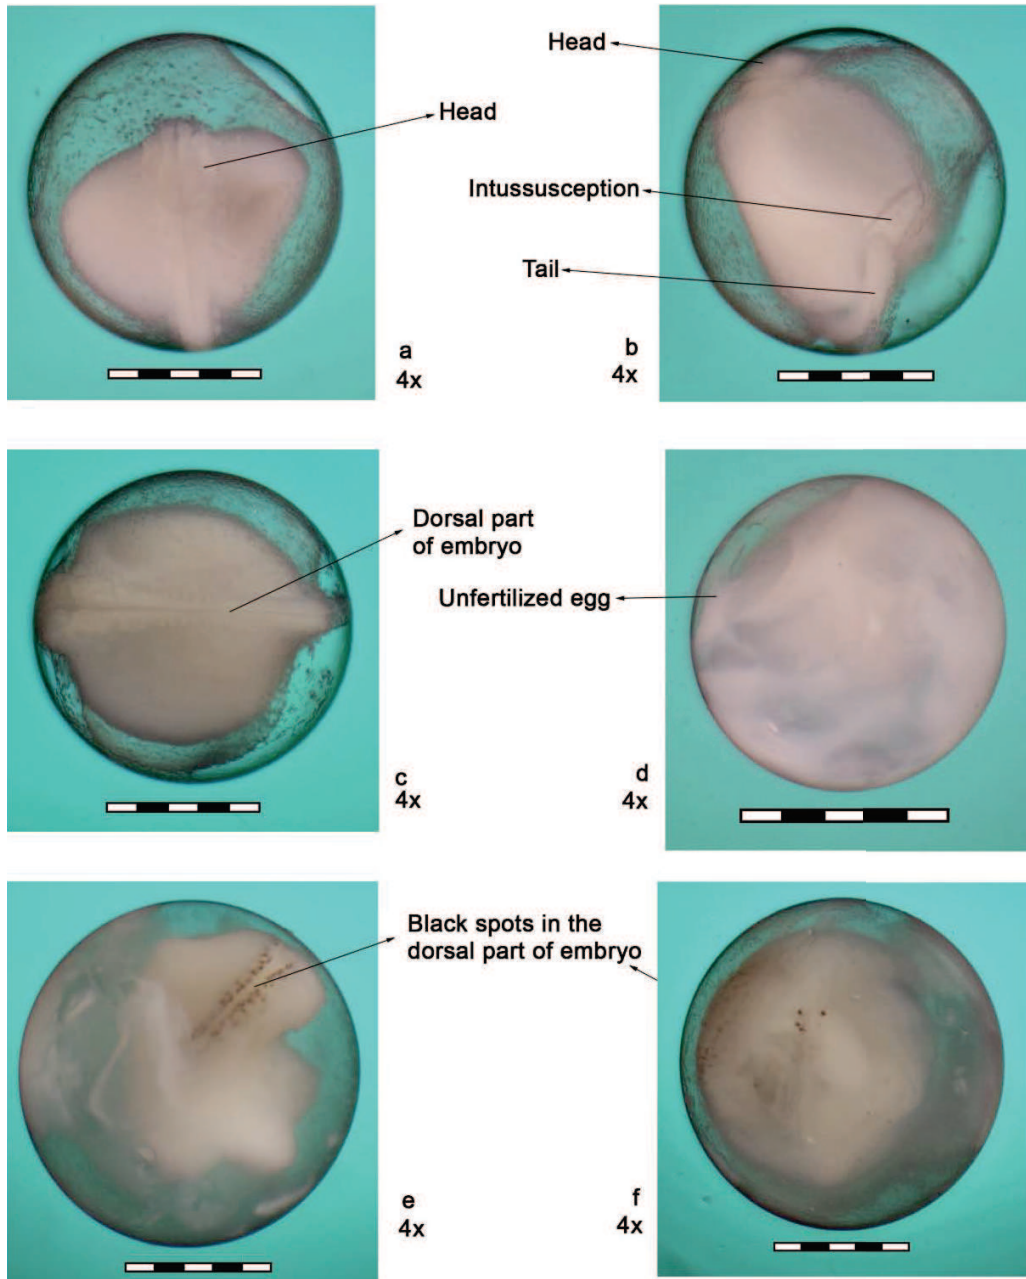 Head
a
4x
Head
Intussusception
Tail
b
4x
Dorsal part
of embryo
c
4x
Unfertilized egg
d
4x
Black spots in the
dorsal part of embryo
e
4x
f
4x